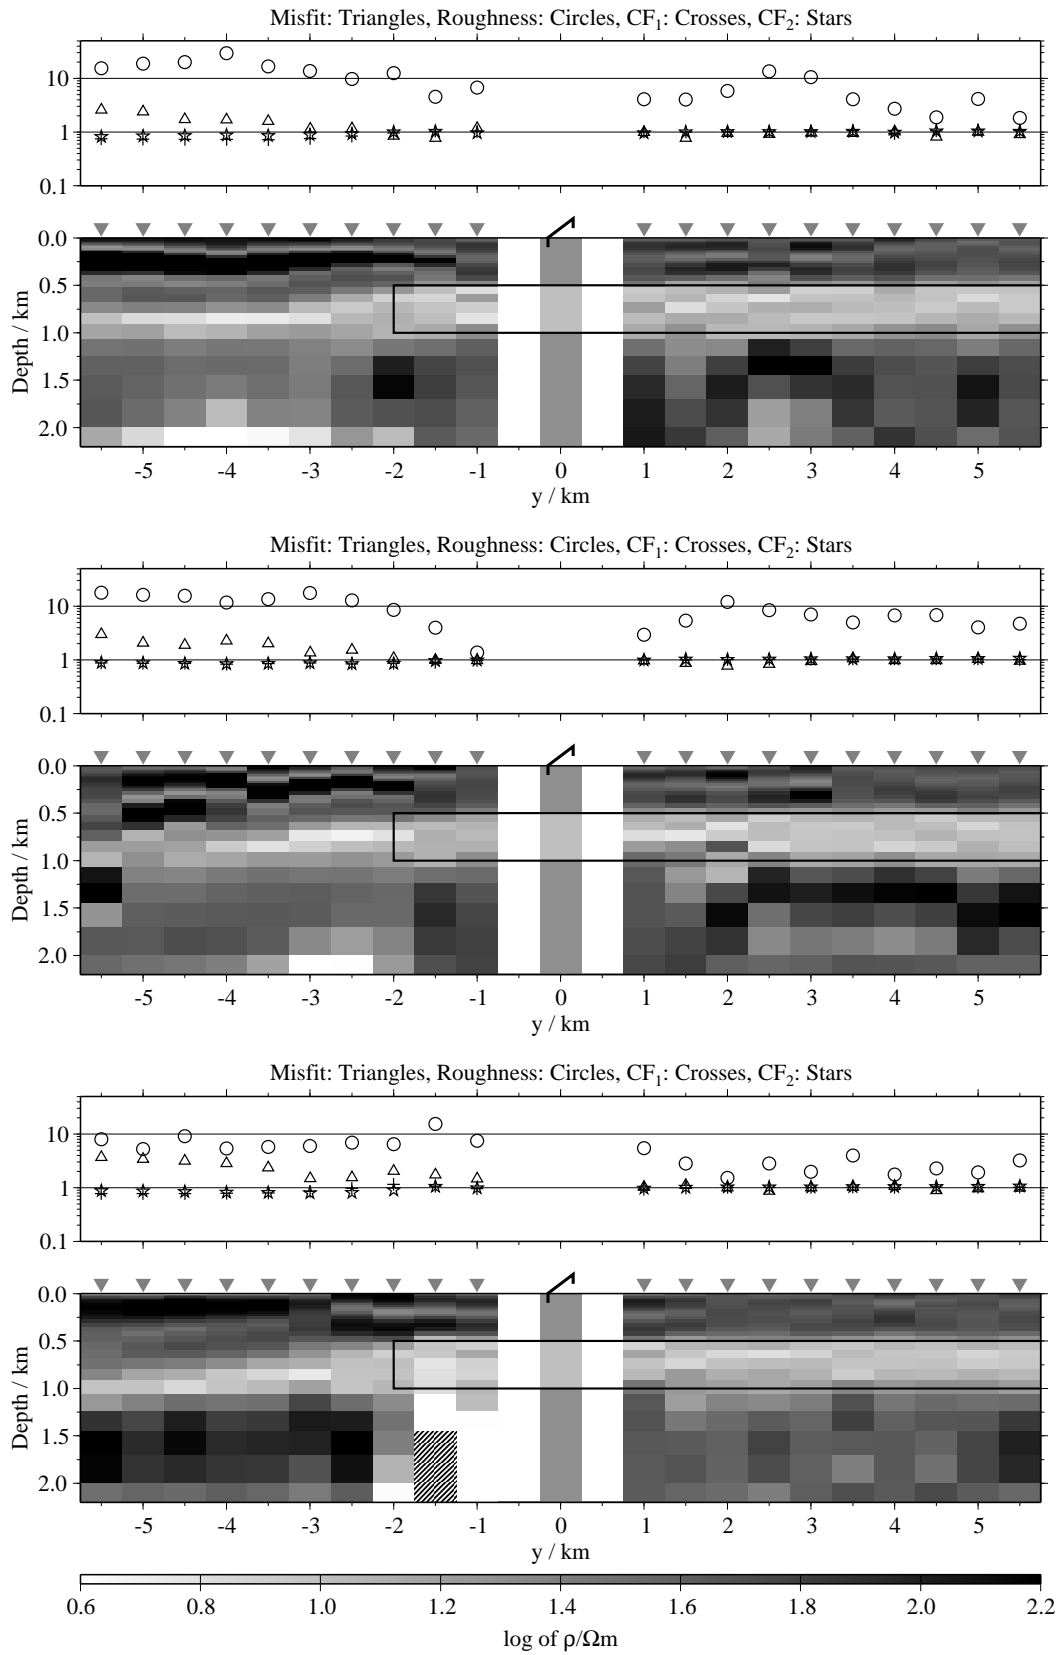 Misfit: Triangles, Roughness: Circles, CF1: Crosses, CF2: Stars
10
1
0.1
0.0
0.5
1.0
1.5
2.0
Depth / km
-5 -4 -3 -2 -1 0 1 2 3 4 5
y / km
Misfit: Triangles, Roughness: Circles, CF1: Crosses, CF2: Stars
10
1
0.1
0.0
0.5
1.0
1.5
2.0
Depth / km
-5 -4 -3 -2 -1 0 1 2 3 4 5
y / km
Misfit: Triangles, Roughness: Circles, CF1: Crosses, CF2: Stars
10
1
0.1
0.0
0.5
1.0
1.5
2.0
Depth / km
-5 -4 -3 -2 -1 0 1 2 3 4 5
y / km
0.6 0.8 1.0 1.2 1.4 1.6 1.8 2.0 2.2
log of ρ/Ωm